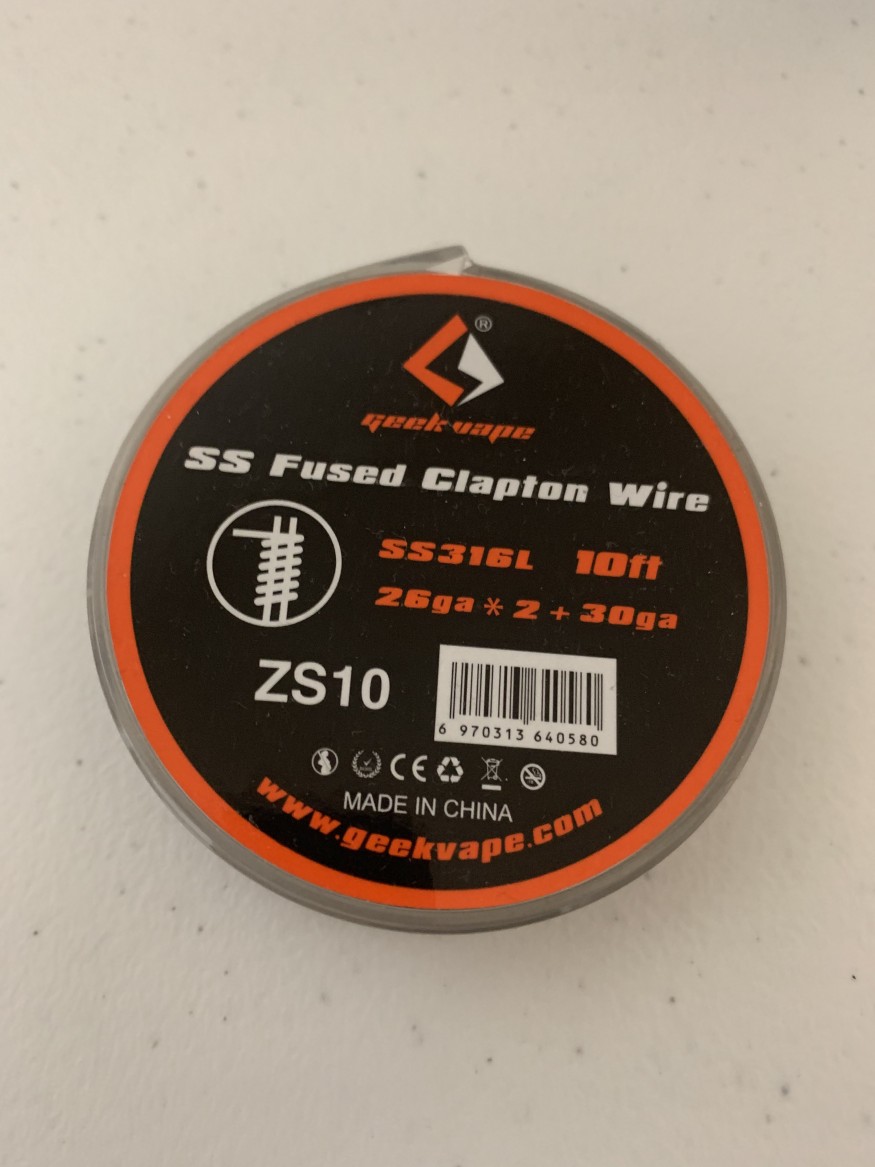 ®
geekvape
SS Fused Clapton Wire
SS316L 10ft
26ga * 2 + 30ga
ZS10
6 970313 640580
CE
MADE IN CHINA
www.geekvape.com